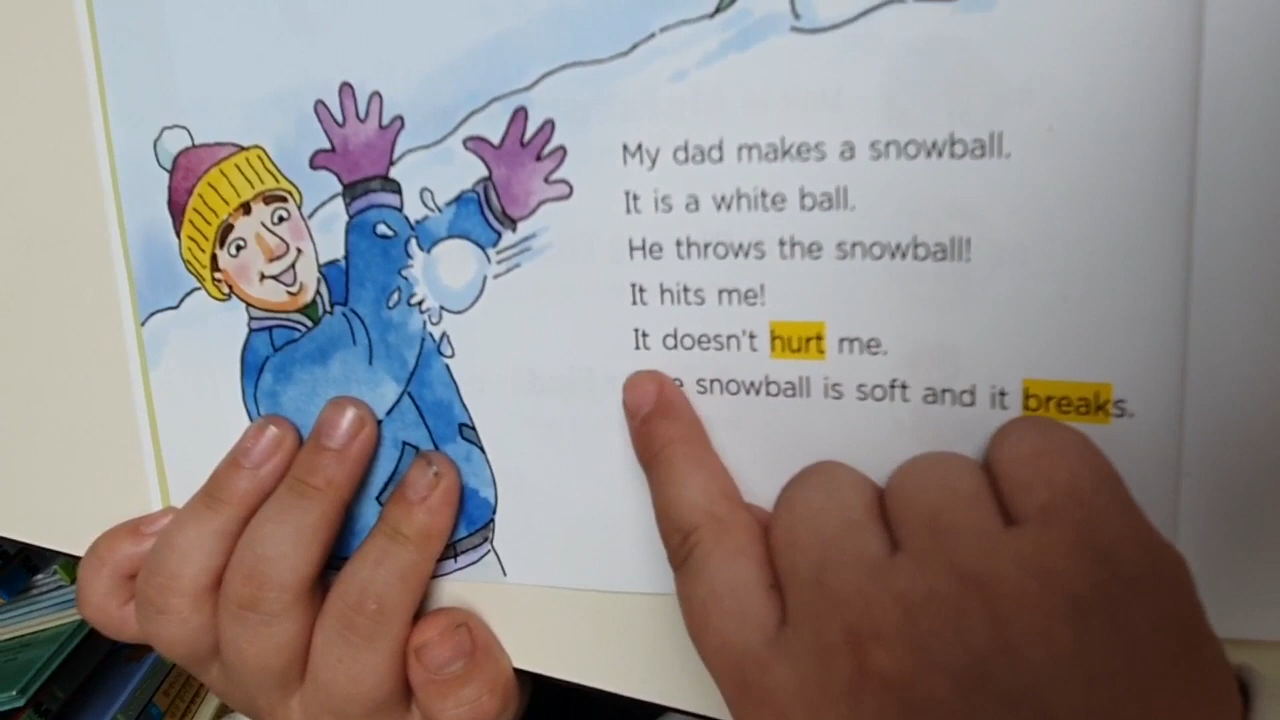 My dad makes a snowball.
It is a white ball.
He throws the snowball!
It hits me!
It doesn't hurt me.
snowball is soft and it breaks.